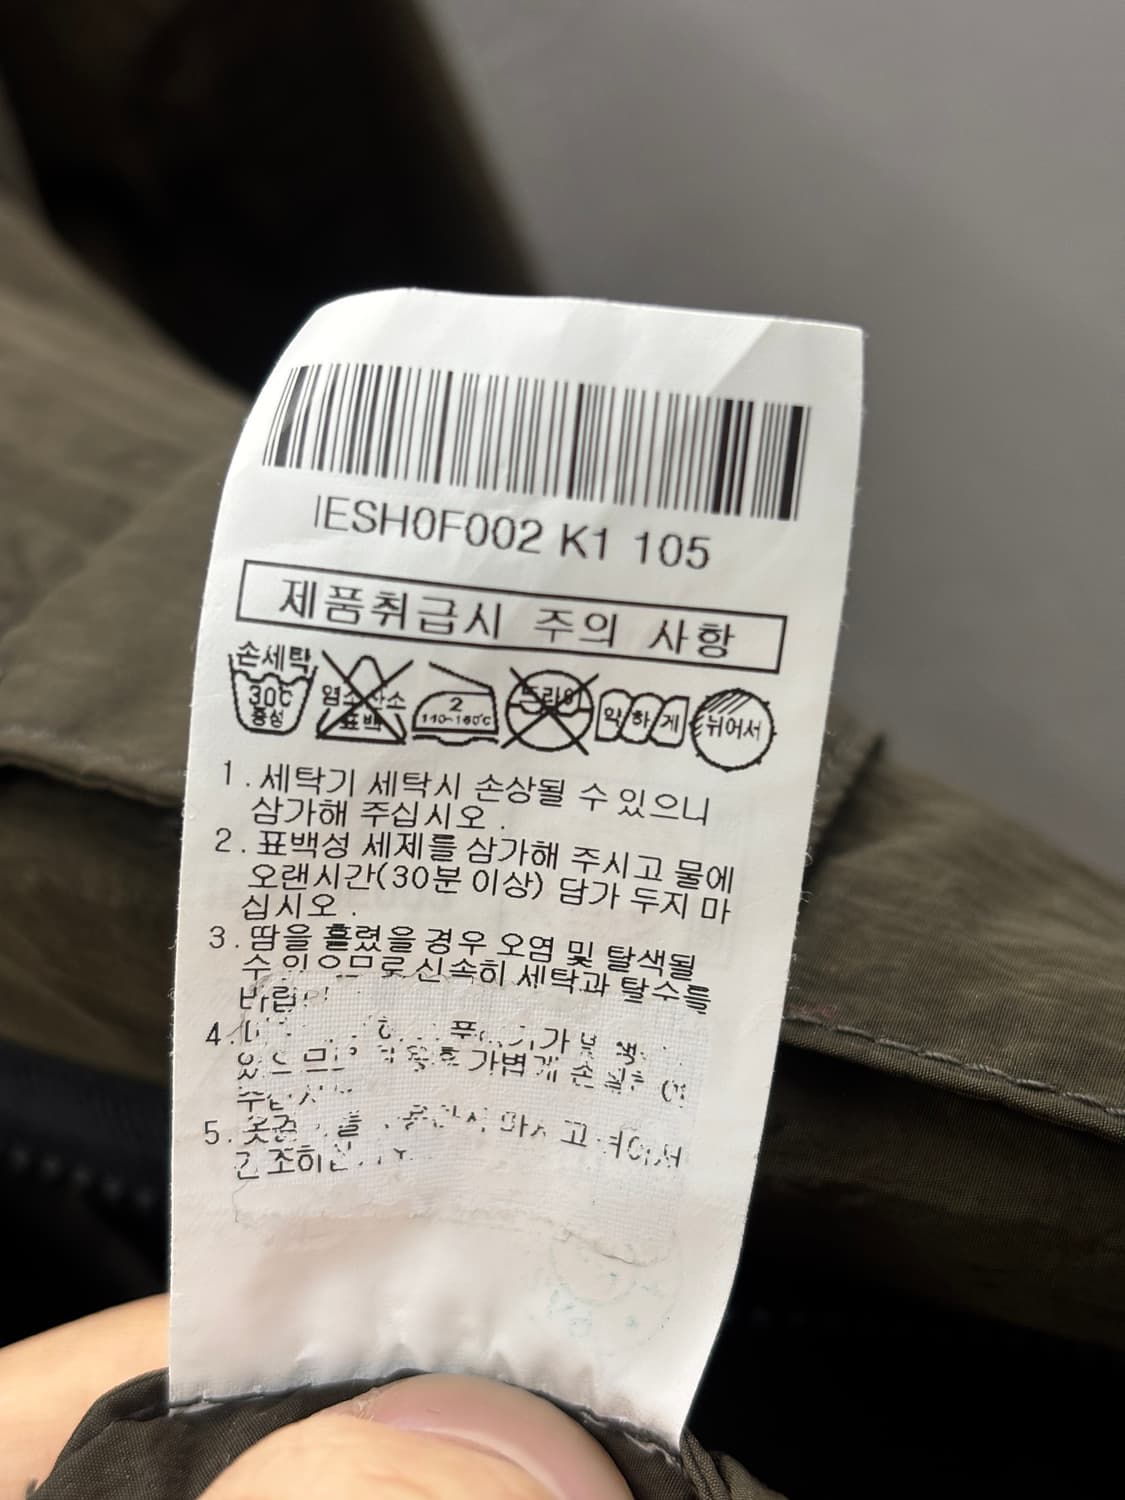 IESH0F002 K1 105
제품취급시 주의 사항
손세탁
30℃
중성
염소산소
표백
2
110~160℃
드라이
약하게
뉘어서
1. 세탁기 세탁시 손상될 수 있으니
삼가해 주십시오.
2. 표백성 세제를 삼가해 주시고 물에
오랜시간(30분 이상) 담가 두지 마
십시오.
3. 땀을 흘렸을 경우 오염 및 탈색될
수 있으므로 신속히 세탁과 탈수를
4.
가볍게 손
5.